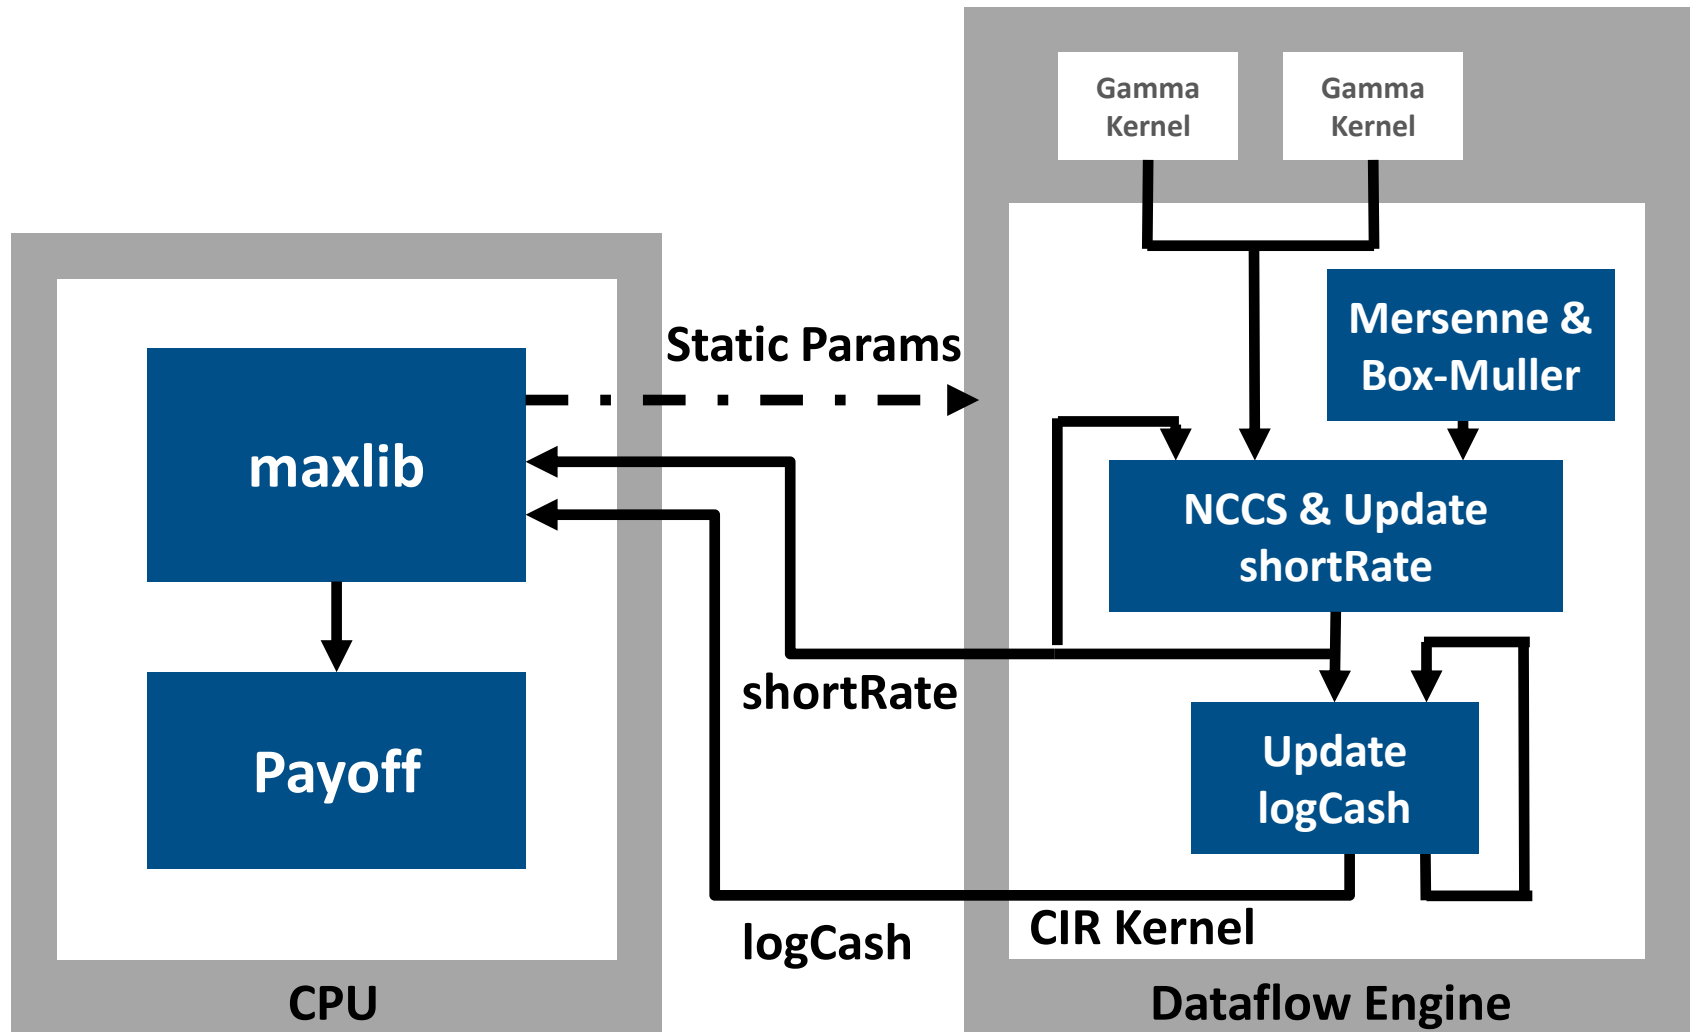 Gamma
Kernel
Gamma
Kernel
Mersenne &
Box-Muller
Static Params
maxlib
NCCS & Update
shortRate
shortRate
Payoff
Update
logCash
logCash
CIR Kernel
CPU
Dataflow Engine